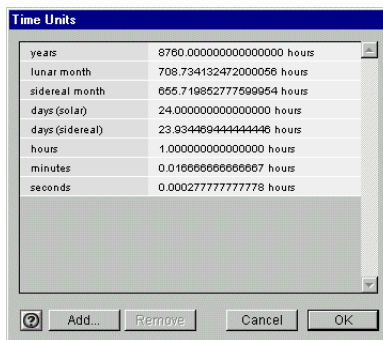 Time Units
years 8760.000000000000000 hours
lunar month 708.734132472000056 hours
sidereal month 655.719852777599954 hours
days (solar) 24.000000000000000 hours
days (sidereal) 23.934469444444446 hours
hours 1.000000000000000 hours
minutes 0.016666666666667 hours
seconds 0.000277777777778 hours
? Add... Remove Cancel OK